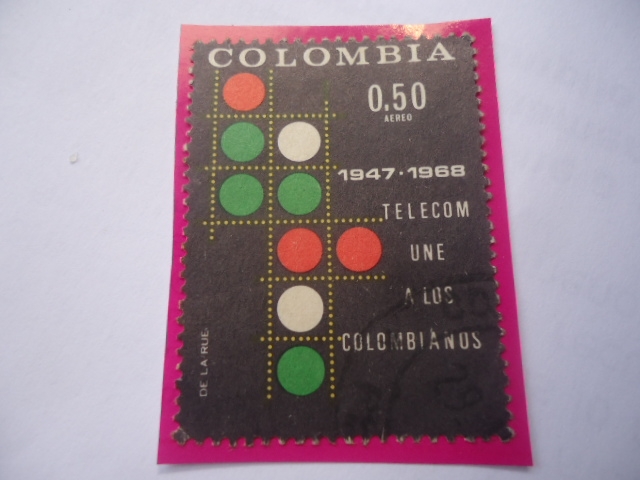 COLOMBIA
0.50
AEREO
1947·1968
TELECOM
UNE
A LOS
COLOMBIANOS
DE LA RUE